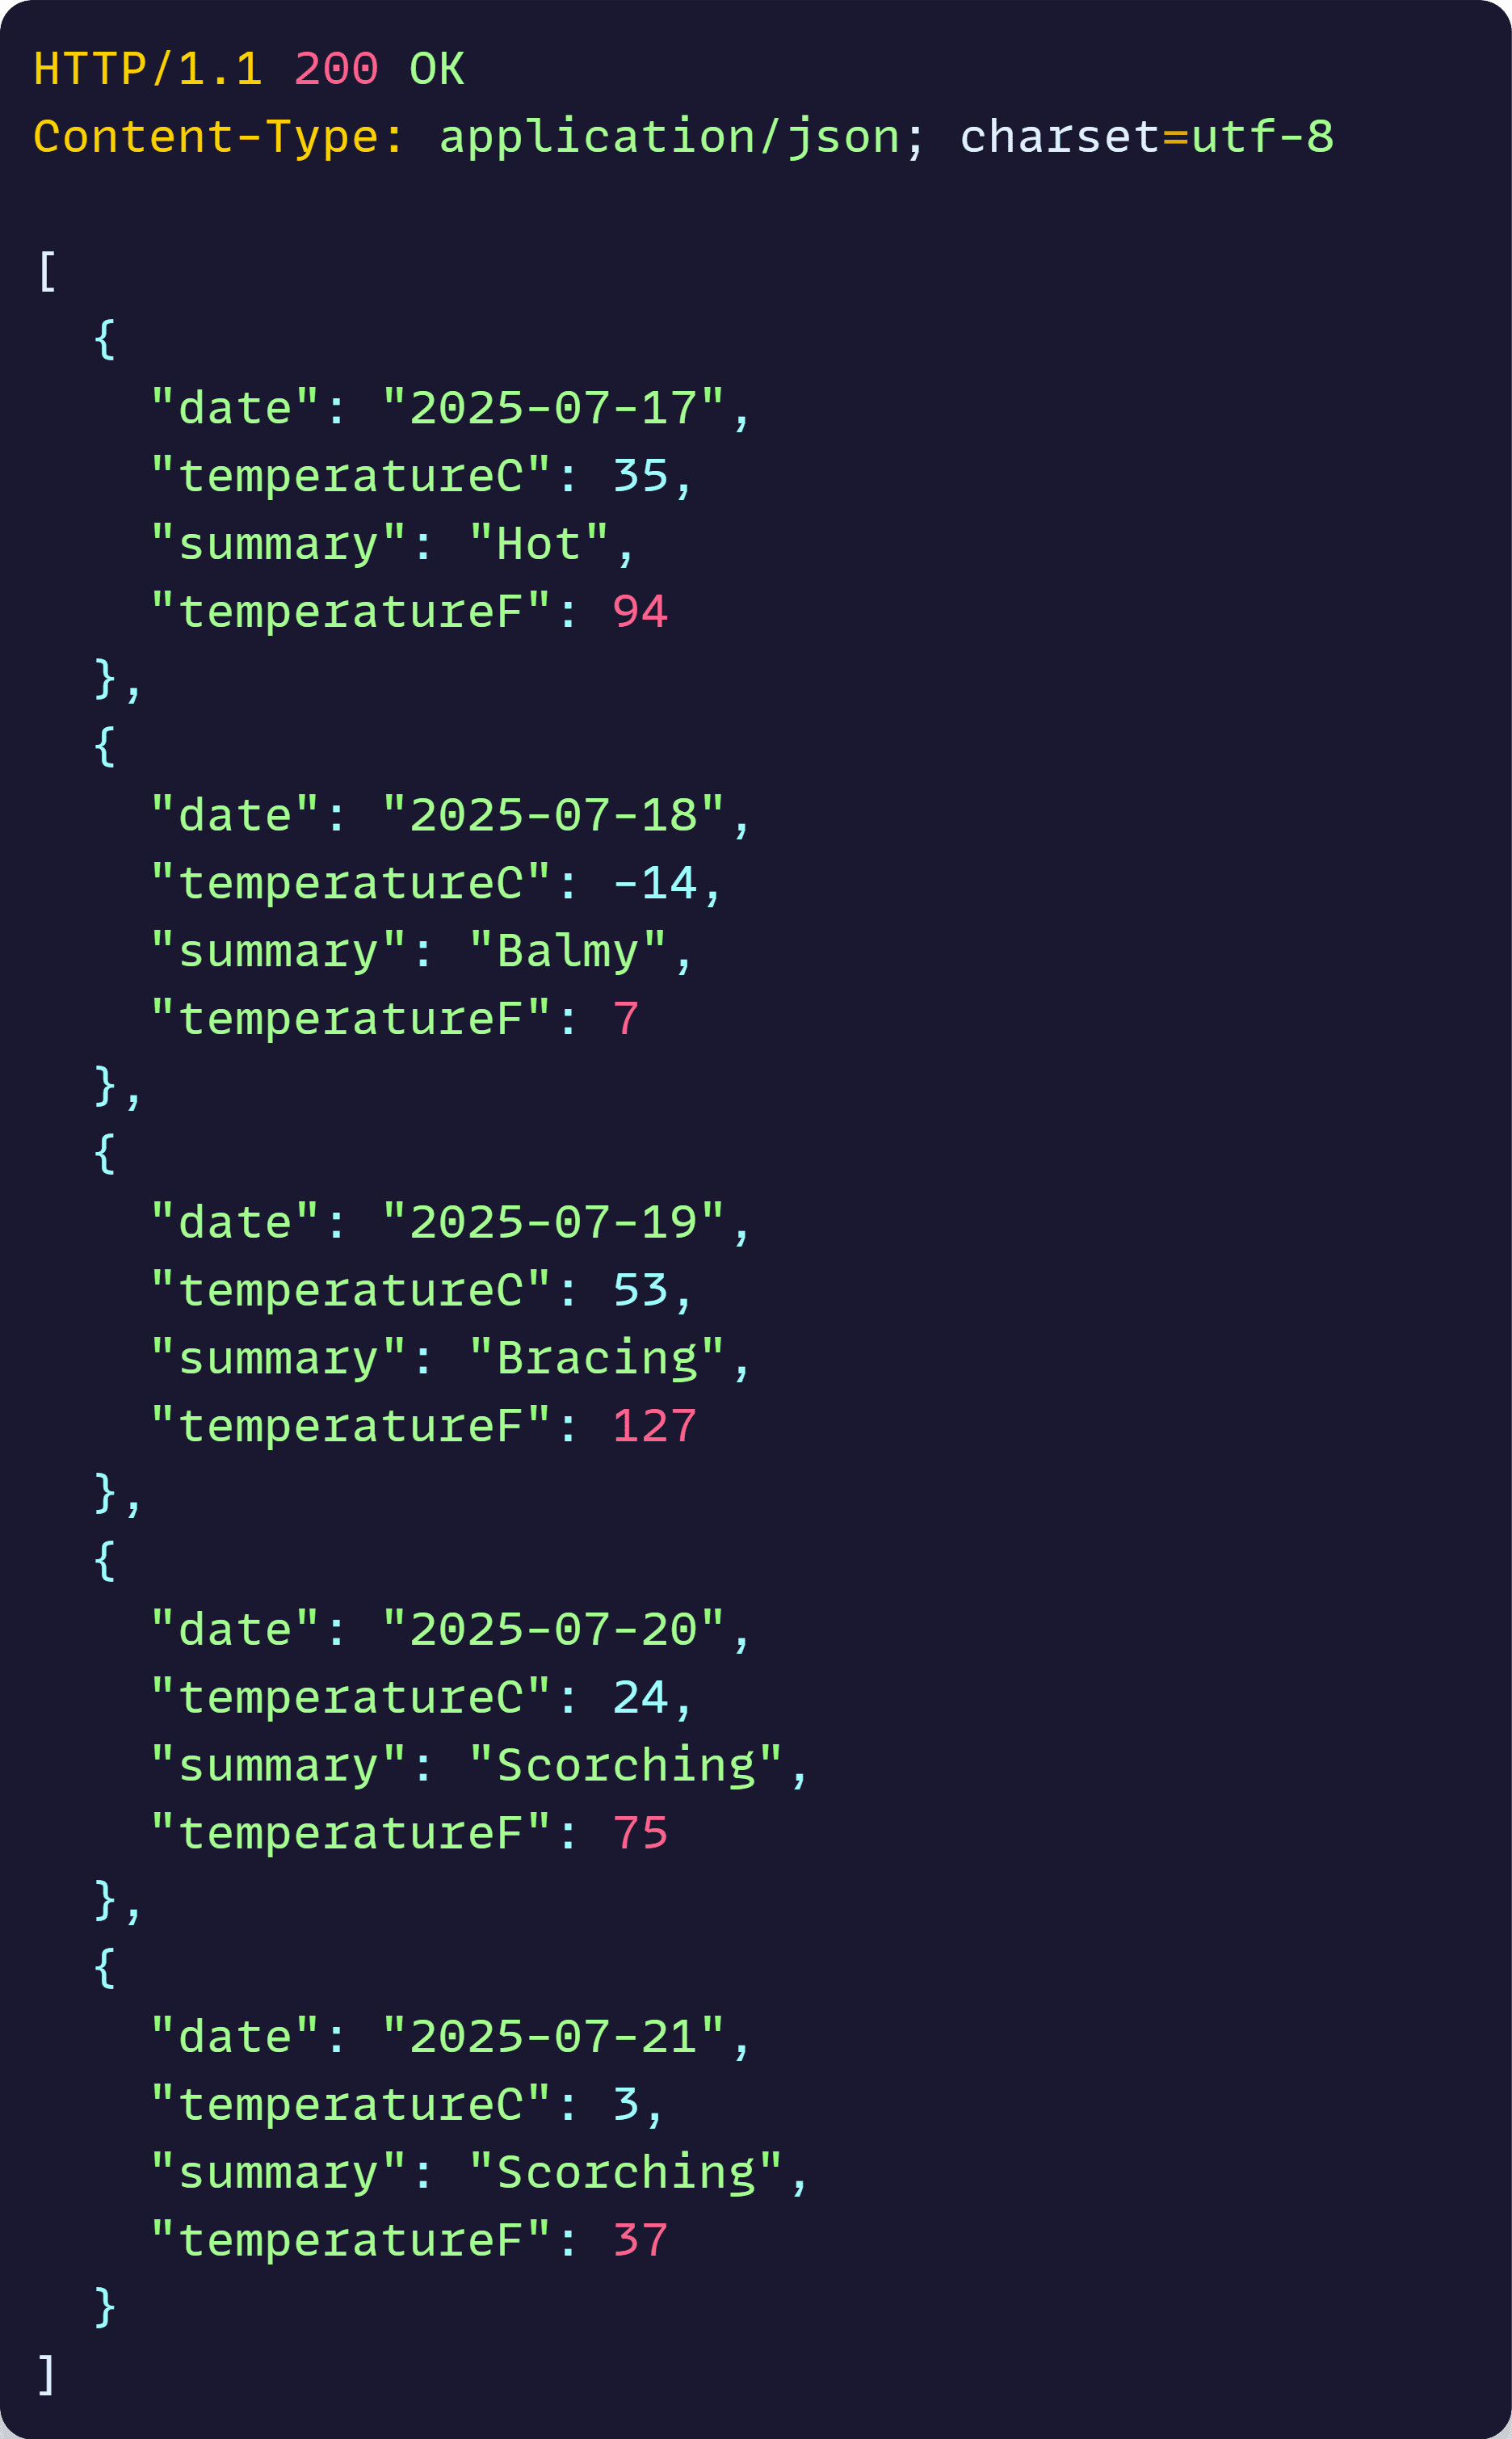 HTTP/1.1 200 OK
Content-Type: application/json; charset=utf-8

[
  {
    "date": "2025-07-17",
    "temperatureC": 35,
    "summary": "Hot",
    "temperatureF": 94
  },
  {
    "date": "2025-07-18",
    "temperatureC": -14,
    "summary": "Balmy",
    "temperatureF": 7
  },
  {
    "date": "2025-07-19",
    "temperatureC": 53,
    "summary": "Bracing",
    "temperatureF": 127
  },
  {
    "date": "2025-07-20",
    "temperatureC": 24,
    "summary": "Scorching",
    "temperatureF": 75
  },
  {
    "date": "2025-07-21",
    "temperatureC": 3,
    "summary": "Scorching",
    "temperatureF": 37
  }
]